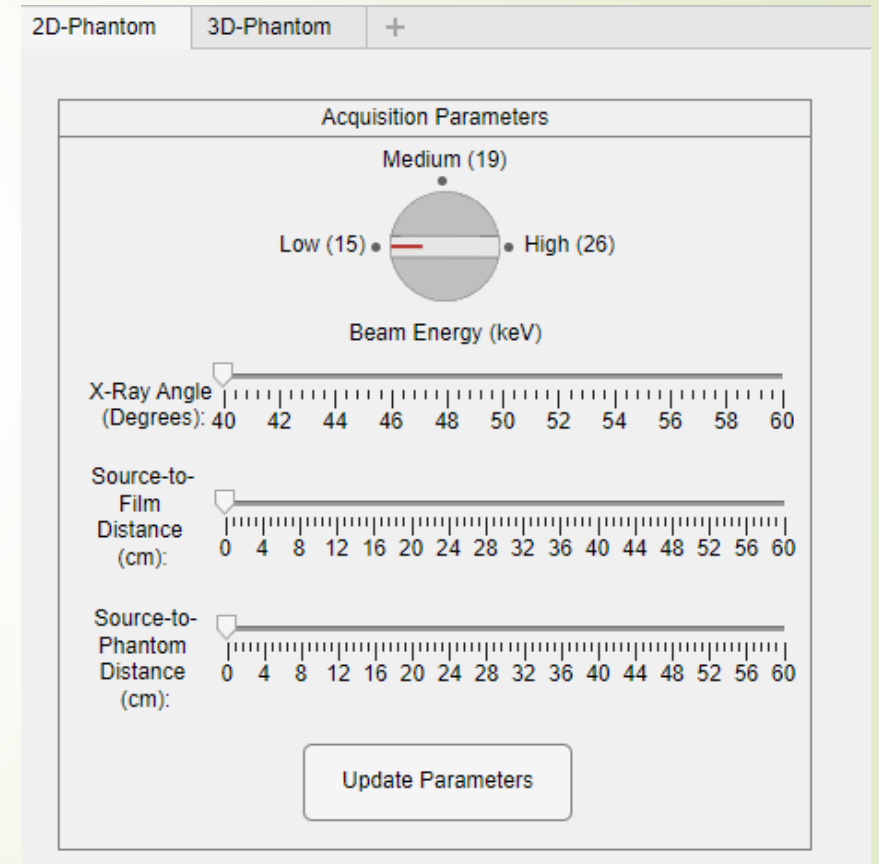 2D-Phantom 3D-Phantom +
Acquisition Parameters
Medium (19)
Low (15) High (26)
Beam Energy (keV)
X-Ray Angle
(Degrees):
40 42 44 46 48 50 52 54 56 58 60
Source-to-
Film
Distance
(cm):
0 4 8 12 16 20 24 28 32 36 40 44 48 52 56 60
Source-to-
Phantom
Distance
(cm):
0 4 8 12 16 20 24 28 32 36 40 44 48 52 56 60
Update Parameters